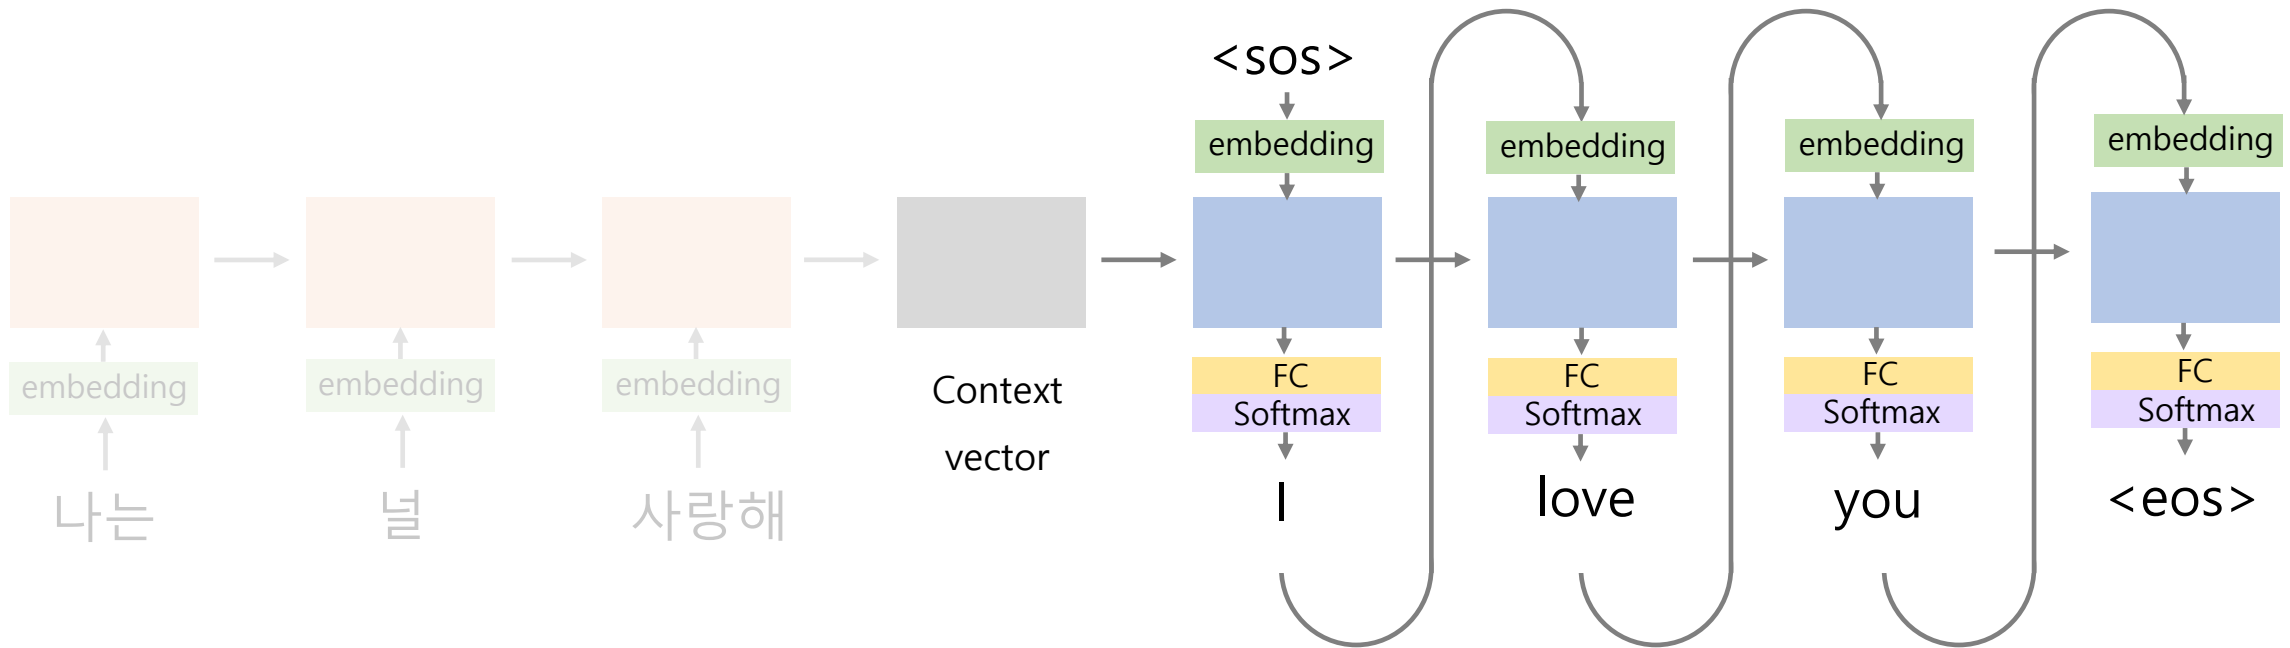 <sos>
embedding
embedding
embedding
embedding
embedding
embedding
embedding
Context
vector
FC
Softmax
FC
Softmax
FC
Softmax
FC
Softmax
나는
널
사랑해
I
love
you
<eos>